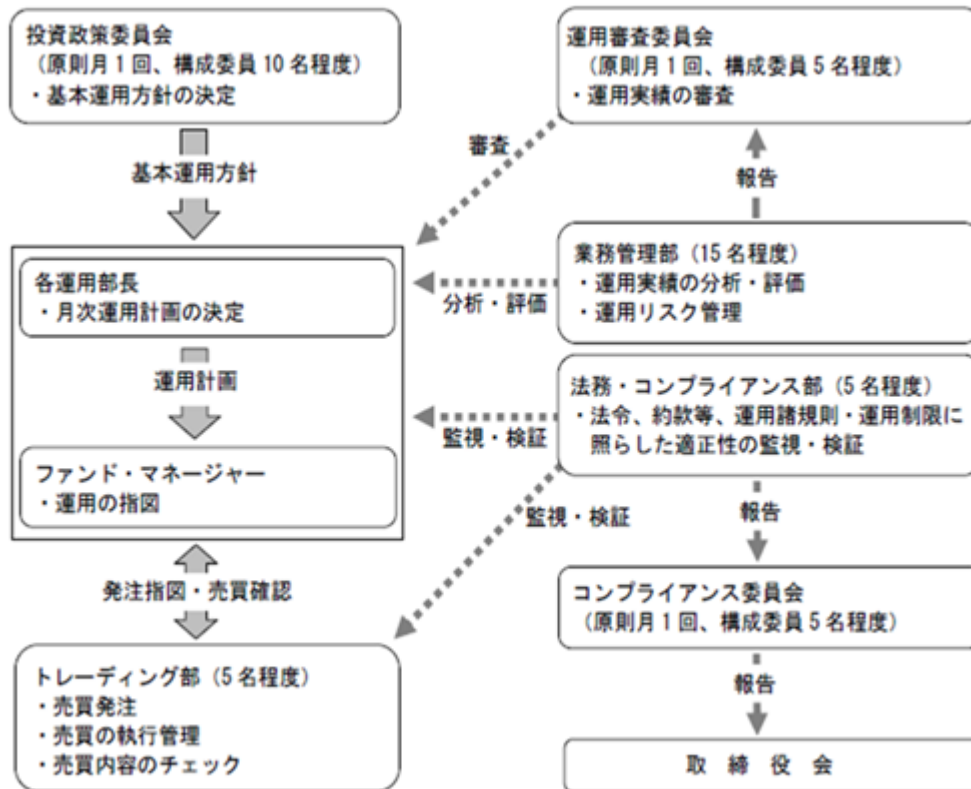 投資政策委員会
（原則月１回、構成委員 10 名程度）
・基本運用方針の決定
基本運用方針
各運用部長
・月次運用計画の決定
運用計画
ファンド・マネージャー
・運用の指図
発注指図・売買確認
トレーディング部（5 名程度）
・売買発注
・売買の執行管理
・売買内容のチェック
運用審査委員会
（原則月１回、構成委員 5 名程度）
・運用実績の審査
審査
報告
業務管理部（15 名程度）
・運用実績の分析・評価
・運用リスク管理
分析・評価
法務・コンプライアンス部（5 名程度）
・法令、約款等、運用諸規則・運用制限に
照らした適正性の監視・検証
監視・検証
監視・検証
報告
コンプライアンス委員会
（原則月１回、構成委員 5 名程度）
報告
取 締 役 会